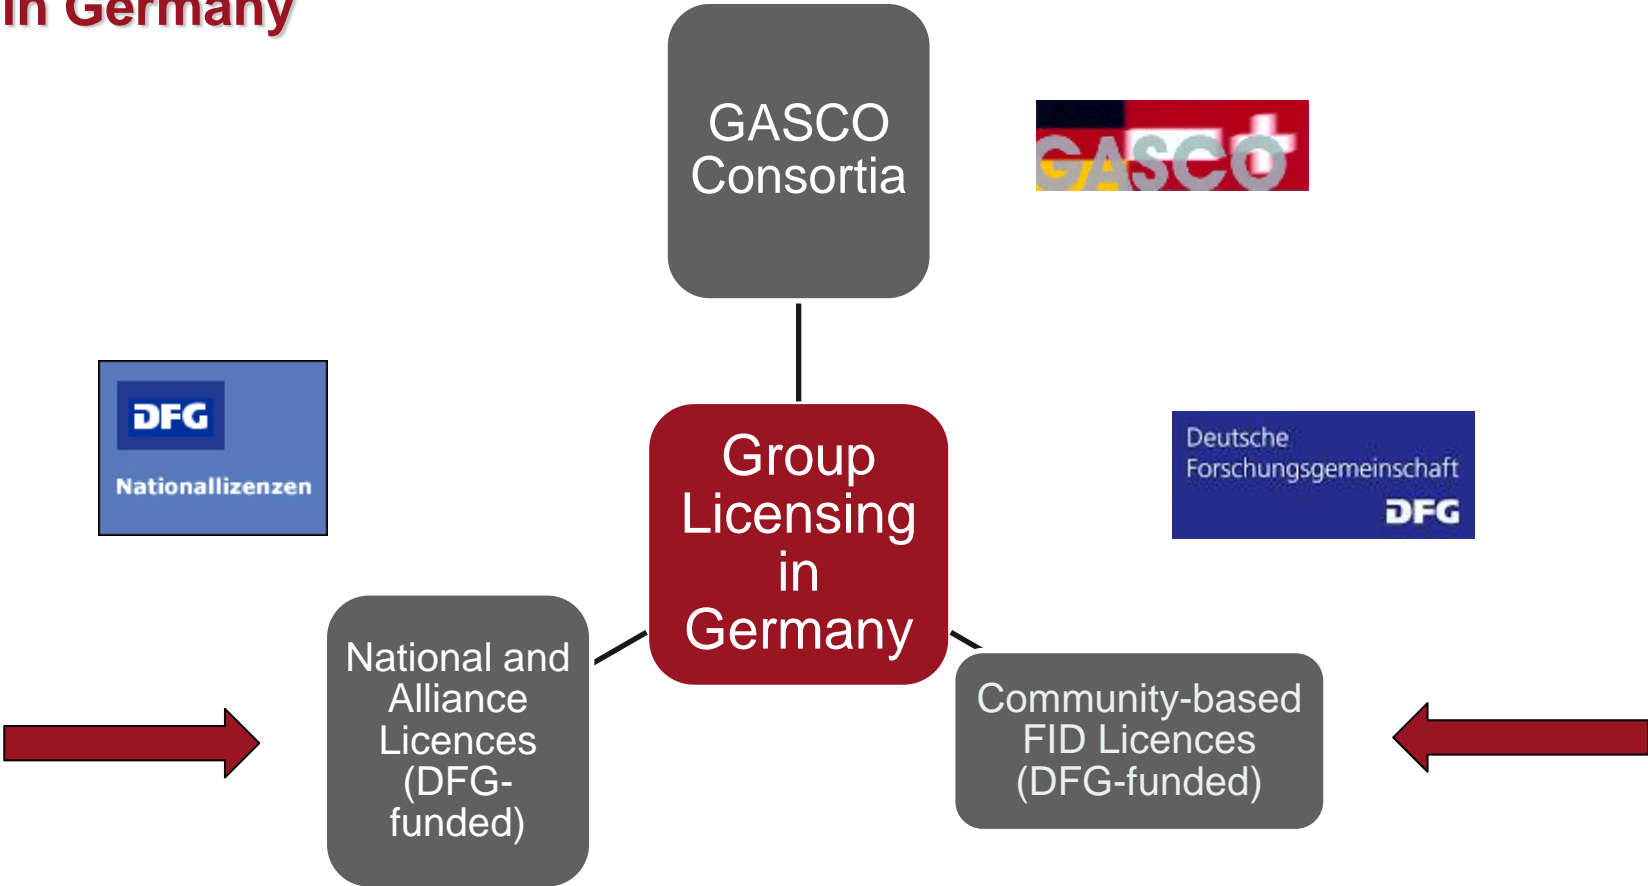 in Germany
GASCO
Consortia
GASCO
DFG
Nationallizenzen
Group
Licensing
in
Germany
Deutsche
Forschungsgemeinschaft
DFG
National and
Alliance
Licences
(DFG-
funded)
Community-based
FID Licences
(DFG-funded)